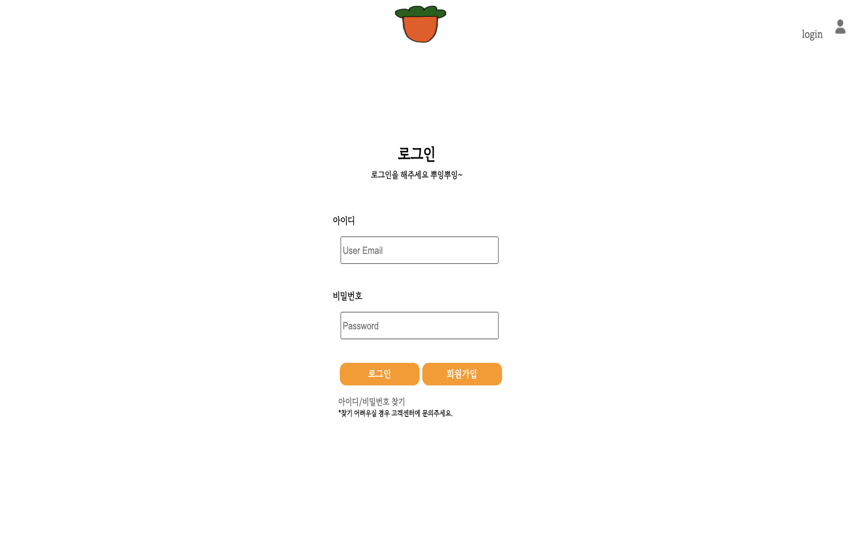 login
로그인
로그인을 해주세요 뿌잉뿌잉~
아이디
User Email
비밀번호
Password
로그인 회원가입
아이디/비밀번호 찾기
*찾기 어려우실 경우 고객센터에 문의주세요.